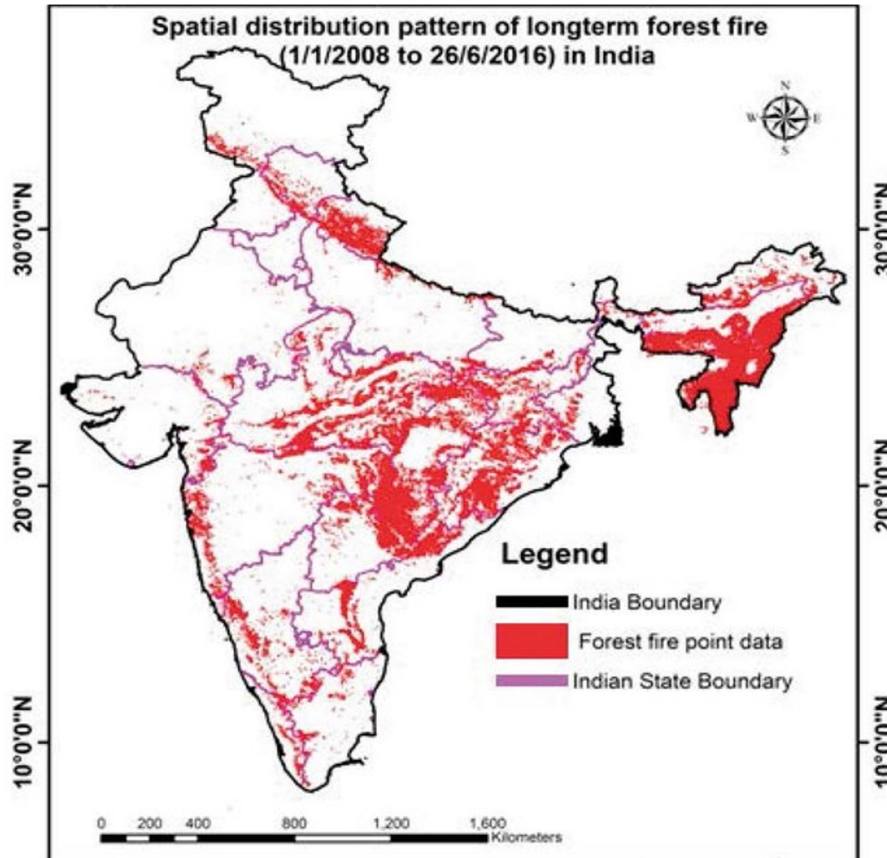 Spatial distribution pattern of longterm forest fire
(1/1/2008 to 26/6/2016) in India
N
W E
S
30°0'0"N
30°0'0"N
20°0'0"N
20°0'0"N
10°0'0"N
10°0'0"N
Legend
India Boundary
Forest fire point data
Indian State Boundary
0 200 400 800 1,200 1,600
Kilometers